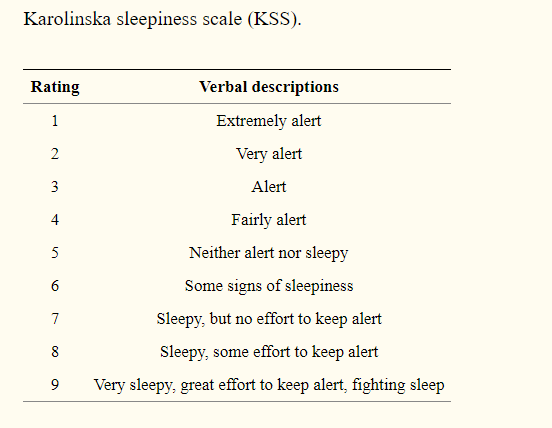 Karolinska sleepiness scale (KSS).
Rating Verbal descriptions
1 Extremely alert
2 Very alert
3 Alert
4 Fairly alert
5 Neither alert nor sleepy
6 Some signs of sleepiness
7 Sleepy, but no effort to keep alert
8 Sleepy, some effort to keep alert
9 Very sleepy, great effort to keep alert, fighting sleep